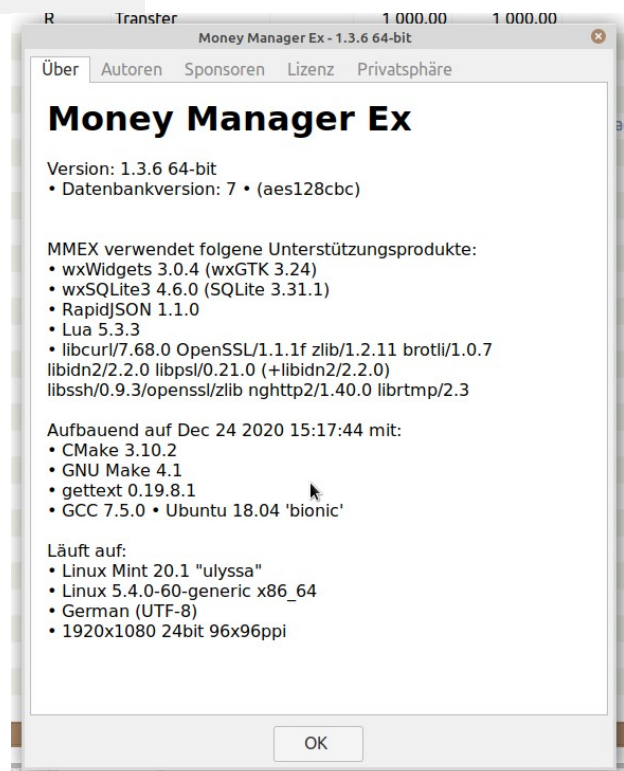 R Transfer 1 000.00 1 000.00
Money Manager Ex - 1.3.6 64-bit
Über Autoren Sponsoren Lizenz Privatsphäre
Money Manager Ex
Version: 1.3.6 64-bit
• Datenbankversion: 7 • (aes128cbc)
MMEX verwendet folgene Unterstützungsprodukte:
• wxWidgets 3.0.4 (wxGTK 3.24)
• wxSQLite3 4.6.0 (SQLite 3.31.1)
• RapidJSON 1.1.0
• Lua 5.3.3
• libcurl/7.68.0 OpenSSL/1.1.1f zlib/1.2.11 brotli/1.0.7
libidn2/2.2.0 libpsl/0.21.0 (+libidn2/2.2.0)
libssh/0.9.3/openssl/zlib nghttp2/1.40.0 librtmp/2.3
Aufbauend auf Dec 24 2020 15:17:44 mit:
• CMake 3.10.2
• GNU Make 4.1
• gettext 0.19.8.1
• GCC 7.5.0 • Ubuntu 18.04 'bionic'
Läuft auf:
• Linux Mint 20.1 "ulyssa"
• Linux 5.4.0-60-generic x86_64
• German (UTF-8)
• 1920x1080 24bit 96x96ppi
OK